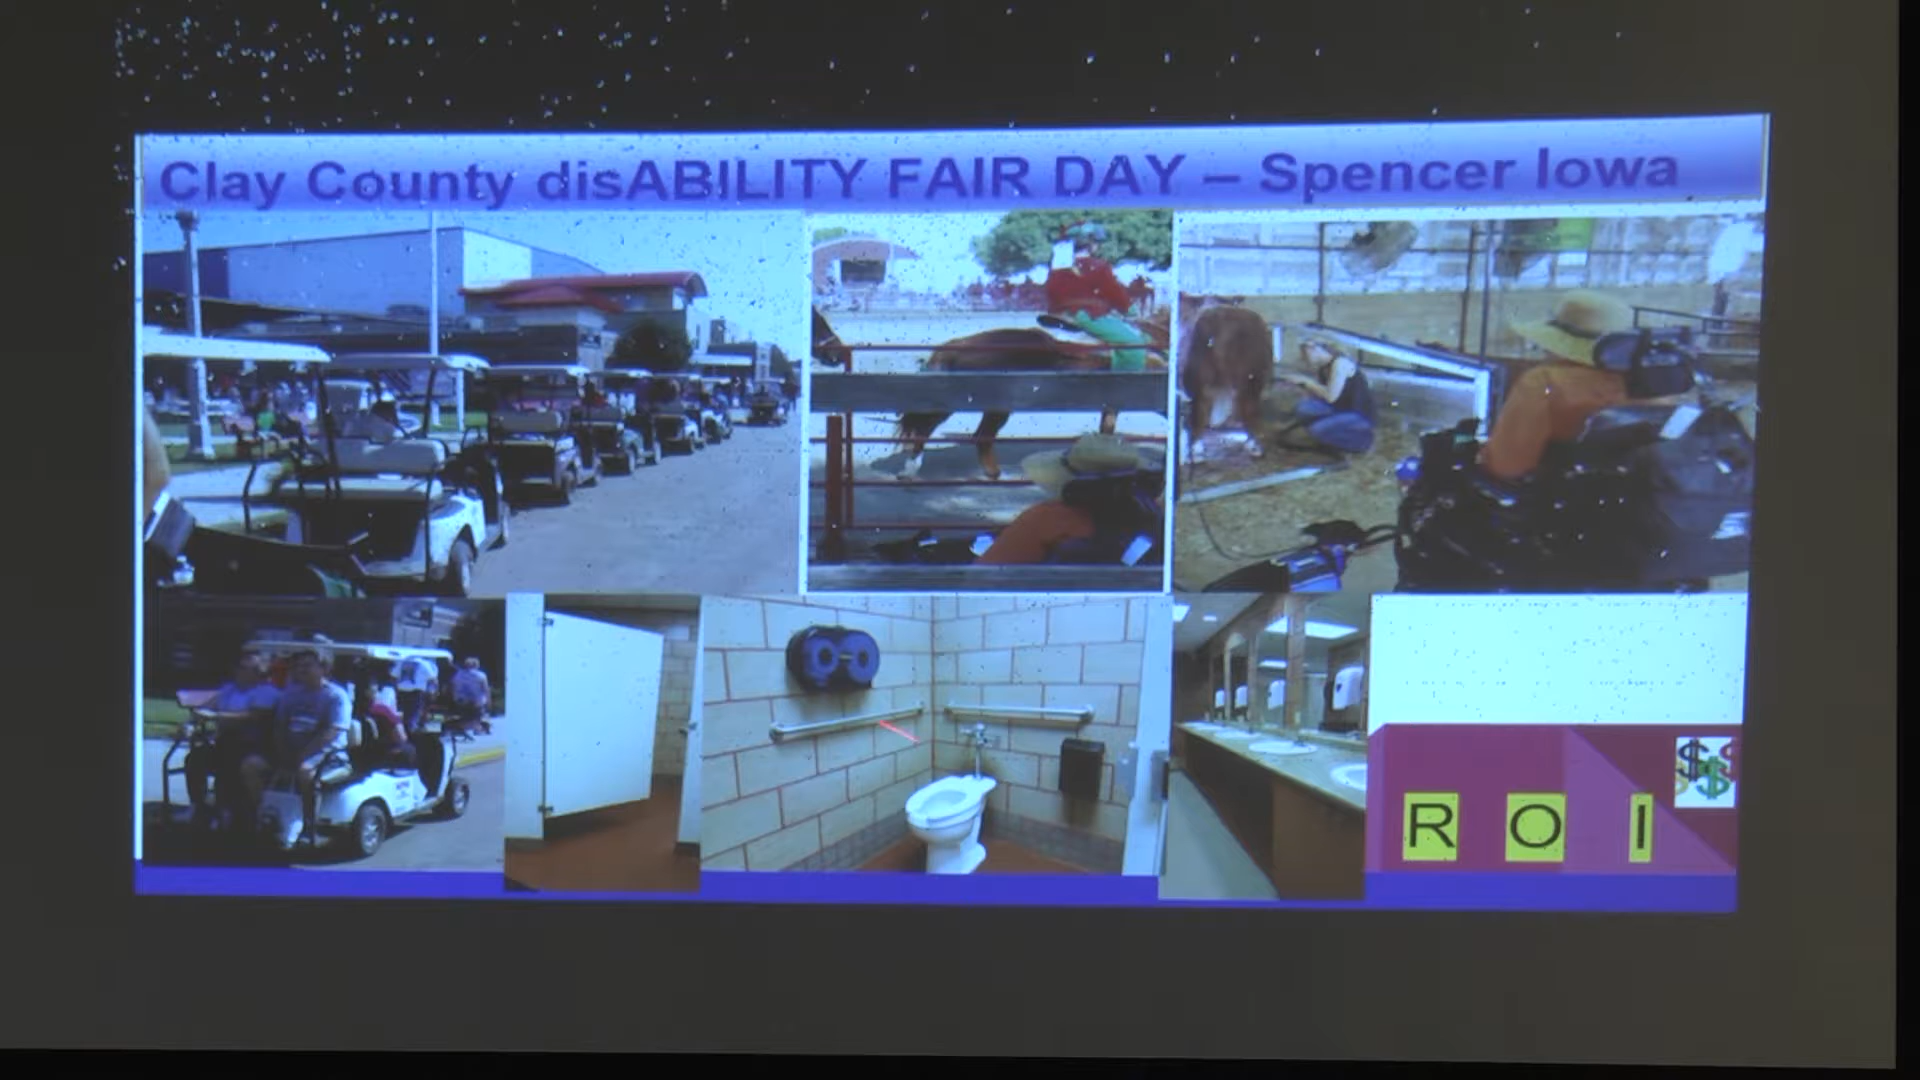 Clay County disABILITY FAIR DAY – Spencer Iowa
R O I
$$$